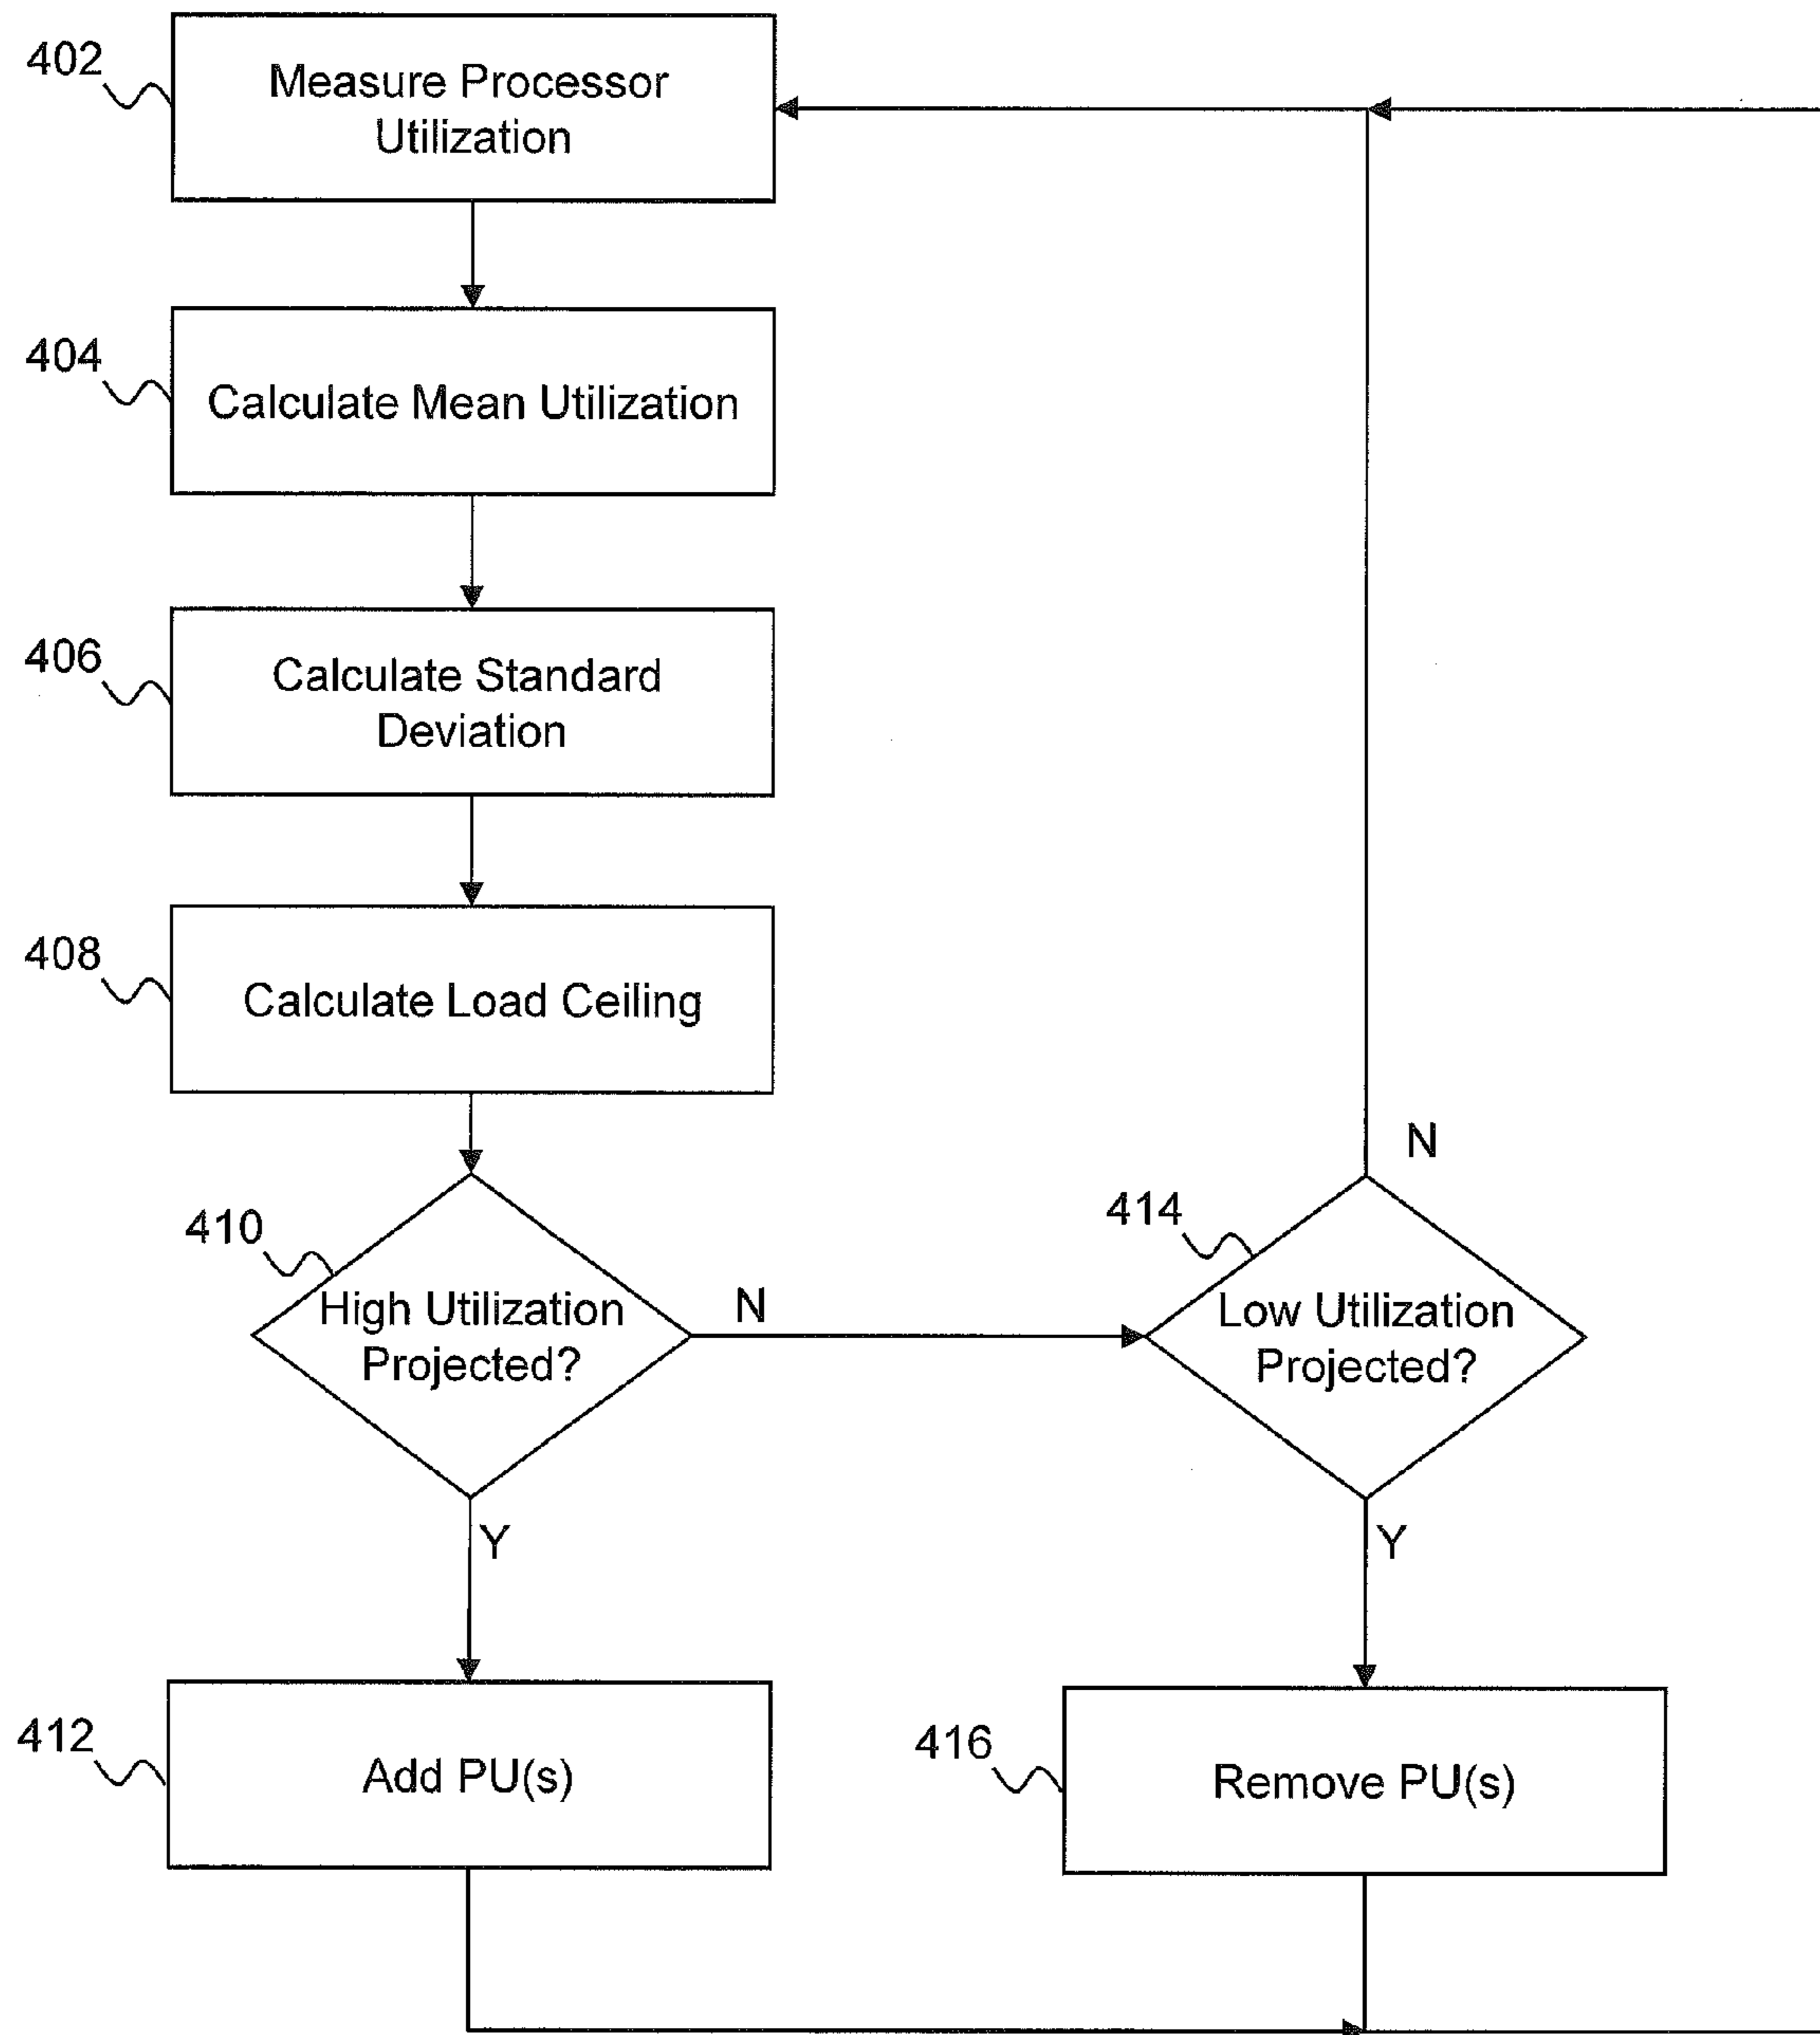 402
Measure Processor
Utilization
404
Calculate Mean Utilization
406
Calculate Standard
Deviation
408
Calculate Load Ceiling
N
410
414
High Utilization
Projected?
N
Low Utilization
Projected?
Y
Y
412
Add PU(s)
416
Remove PU(s)